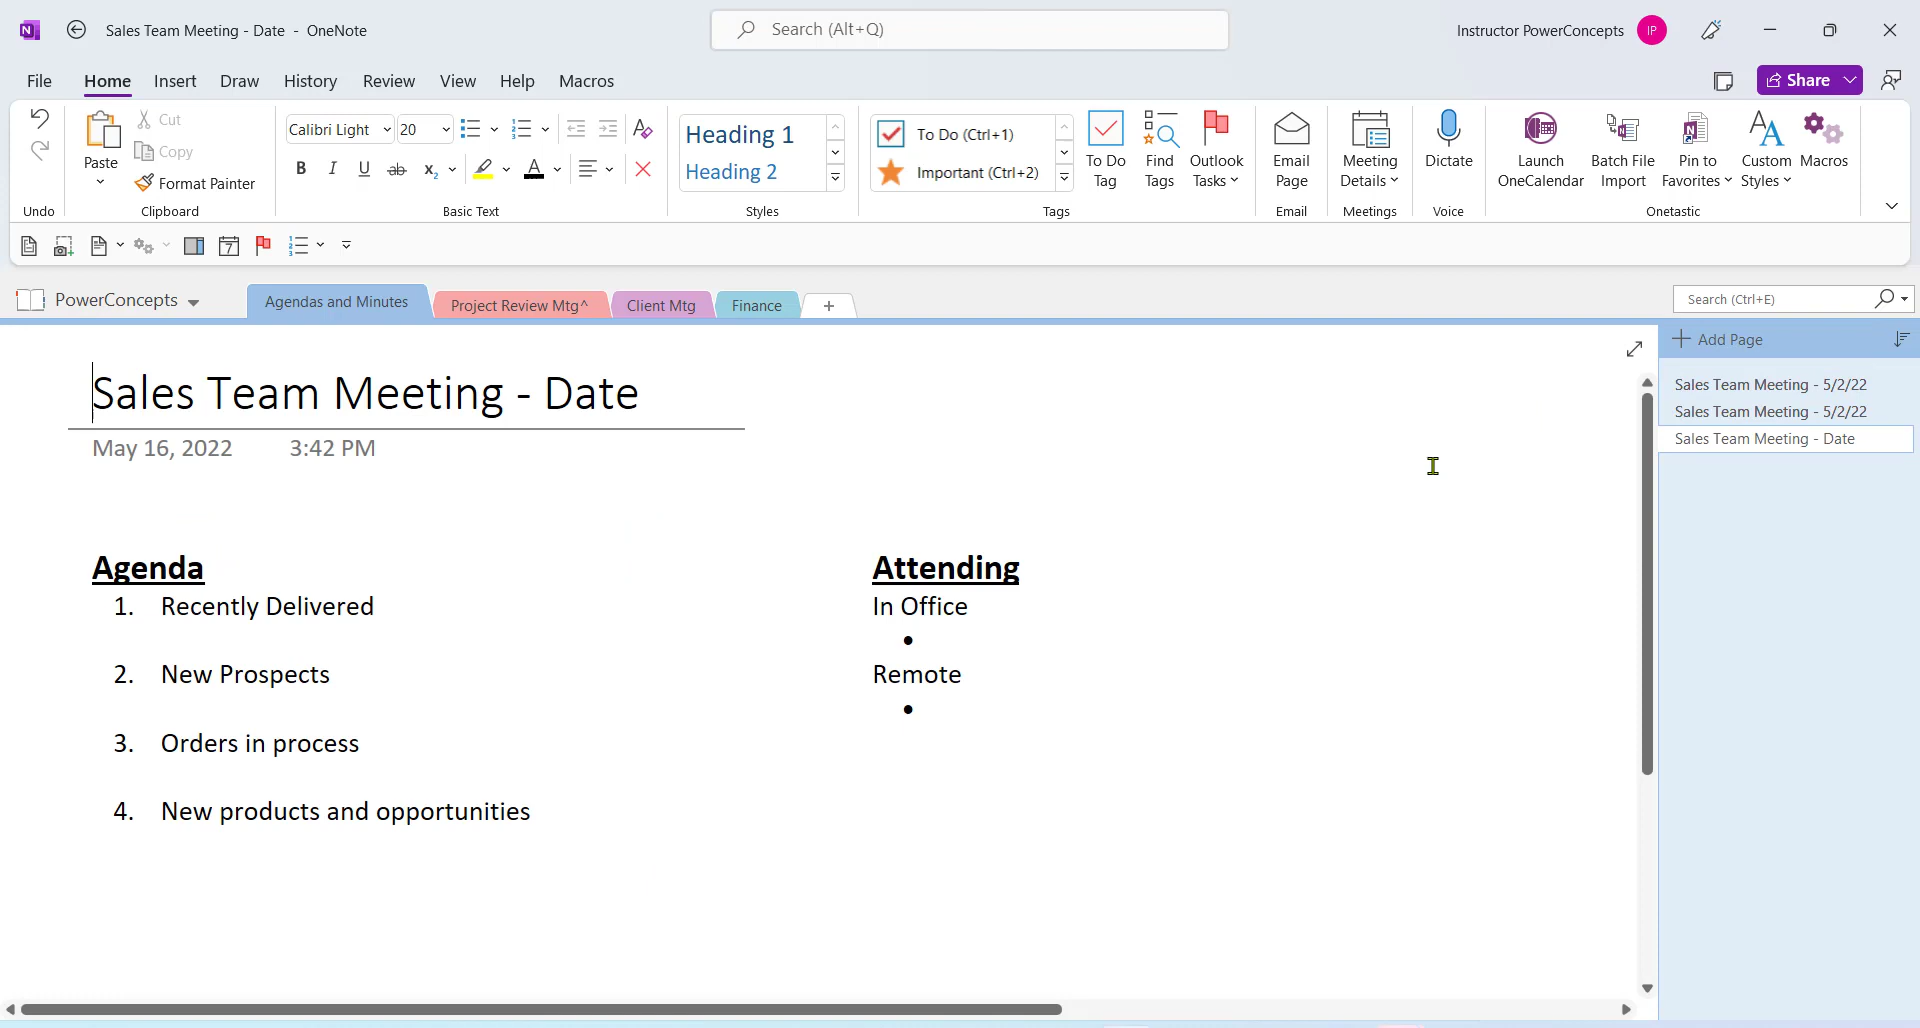 N
Sales Team Meeting - Date - OneNote
Search (Alt+Q)
Instructor PowerConcepts
IP
File Home Insert Draw History Review View Help Macros
Share
Paste
Cut
Copy
Format Painter
Calibri Light
20
B I U ab X₂ A
Heading 1
Heading 2
To Do (Ctrl+1)
Important (Ctrl+2)
To Do Tag
Find Tags
Outlook Tasks
Email Page
Meeting Details
Dictate
Launch OneCalendar
Batch File Import
Pin to Favorites
Custom Styles
Macros
Undo Clipboard Basic Text Styles Tags Email Meetings Voice Onetastic
7
PowerConcepts
Agendas and Minutes
Project Review Mtg^
Client Mtg
Finance
+
Search (Ctrl+E)
Sales Team Meeting - Date
May 16, 2022 3:42 PM
Agenda
1. Recently Delivered
2. New Prospects
3. Orders in process
4. New products and opportunities
Attending
In Office
•
Remote
•
Add Page
Sales Team Meeting - 5/2/22
Sales Team Meeting - 5/2/22
Sales Team Meeting - Date